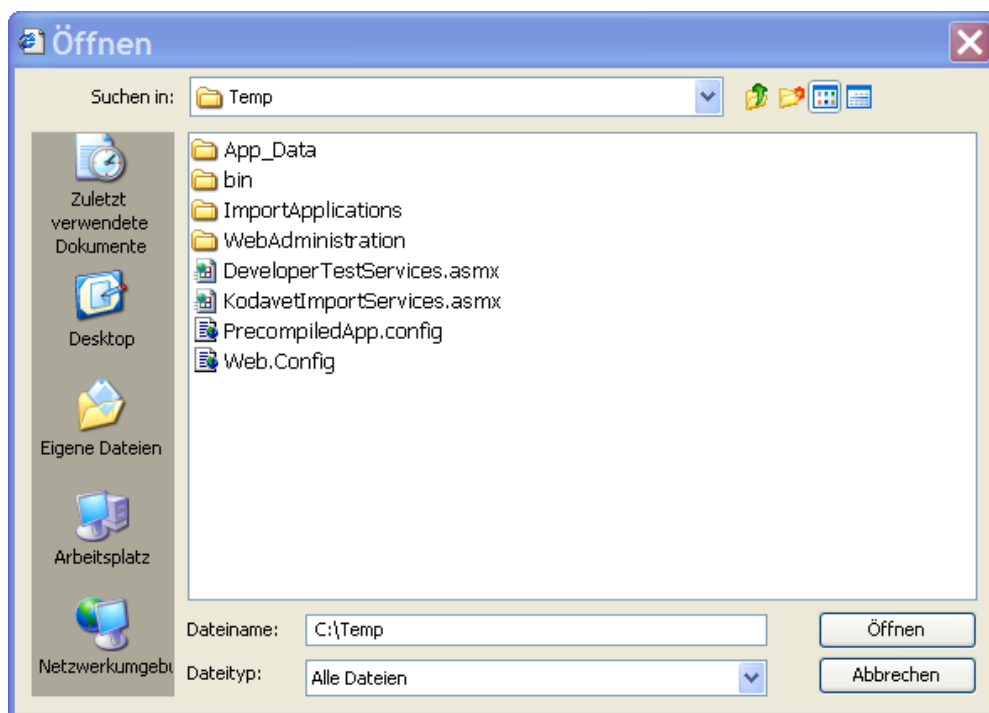 Öffnen
Suchen in:
Temp
Zuletzt
verwendete
Dokumente
Desktop
Eigene Dateien
Arbeitsplatz
Netzwerkumgebu
App_Data
bin
ImportApplications
WebAdministration
DeveloperTestServices.asmx
KodavetImportServices.asmx
PrecompiledApp.config
Web.Config
Dateiname:
C:\Temp
Öffnen
Dateityp:
Alle Dateien
Abbrechen